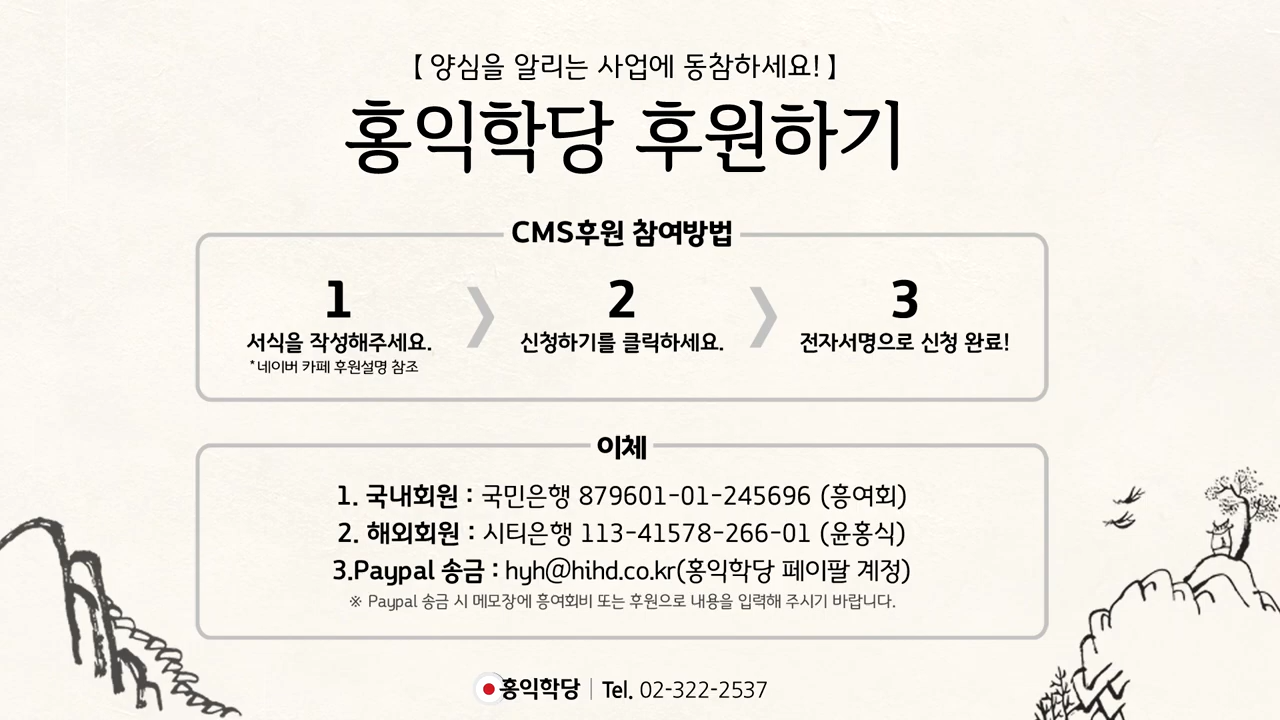 【 양심을 알리는 사업에 동참하세요! 】
홍익학당 후원하기
CMS후원 참여방법
1
서식을 작성해주세요.
*네이버 카페 후원설명 참조
2
신청하기를 클릭하세요.
3
전자서명으로 신청 완료!
이체
1. 국내회원 : 국민은행 879601-01-245696 (흥여회)
2. 해외회원 : 시티은행 113-41578-266-01 (윤홍식)
3.Paypal 송금 : hyh@hihd.co.kr(홍익학당 페이팔 계정)
※ Paypal 송금 시 메모장에 흥여회비 또는 후원으로 내용을 입력해 주시기 바랍니다.
홍익학당 | Tel. 02-322-2537